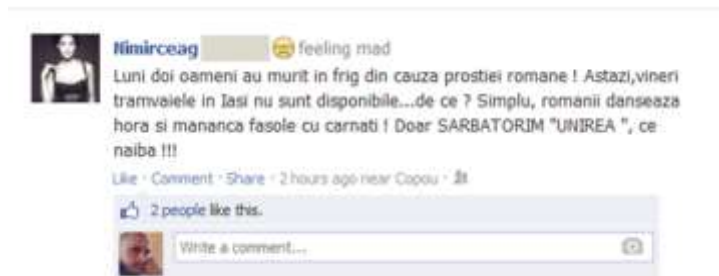 Nimirceag feeling mad
Luni doi oameni au murit in frig din cauza prostiei romane ! Astazi,vineri
tramvaiele in Iasi nu sunt disponibile...de ce ? Simplu, romanii danseaza
hora si mananca fasole cu carnati ! Doar SARBATORIM "UNIREA ", ce
naiba !!!
Like · Comment · Share · 2 hours ago near Copou ·
2 people like this.
Write a comment...